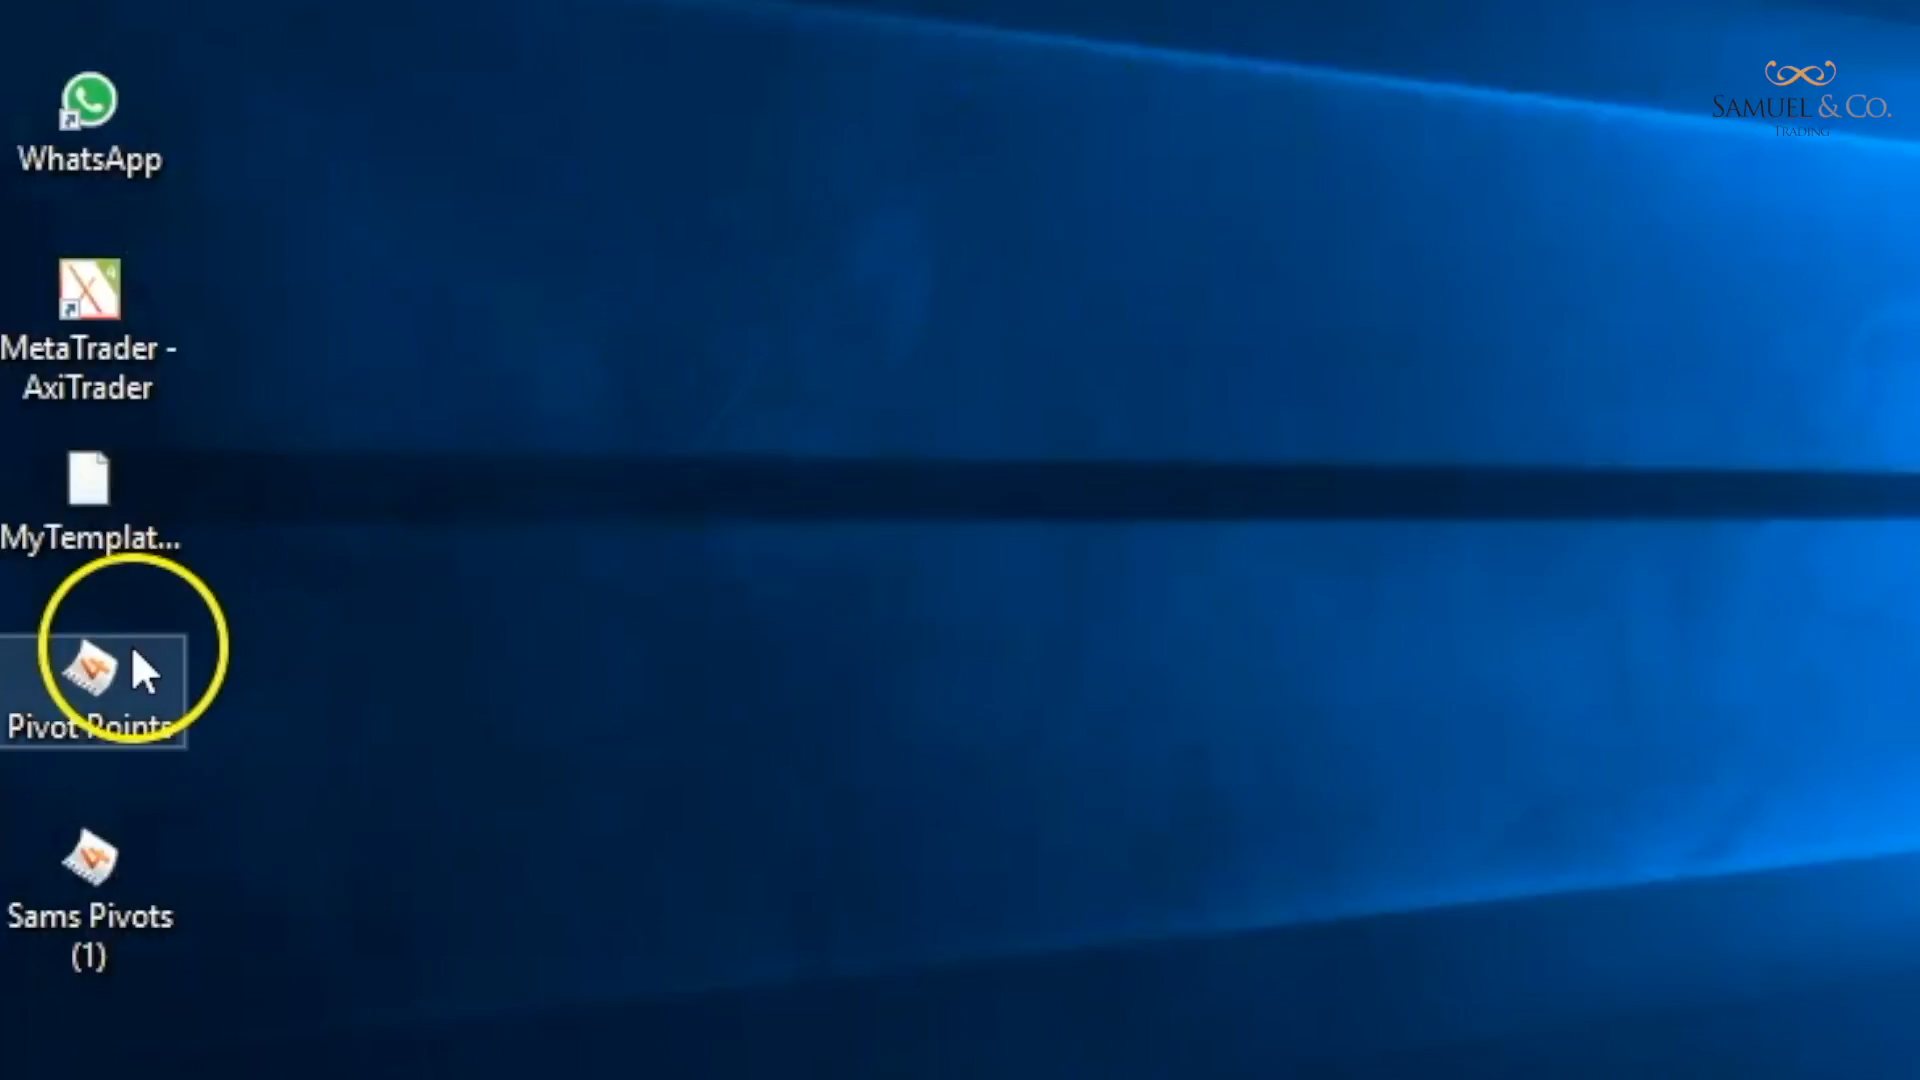 SAMUEL & CO.
TRADING
WhatsApp
MetaTrader -
AxiTrader
MyTemplat...
Pivot Points
Sams Pivots
(1)